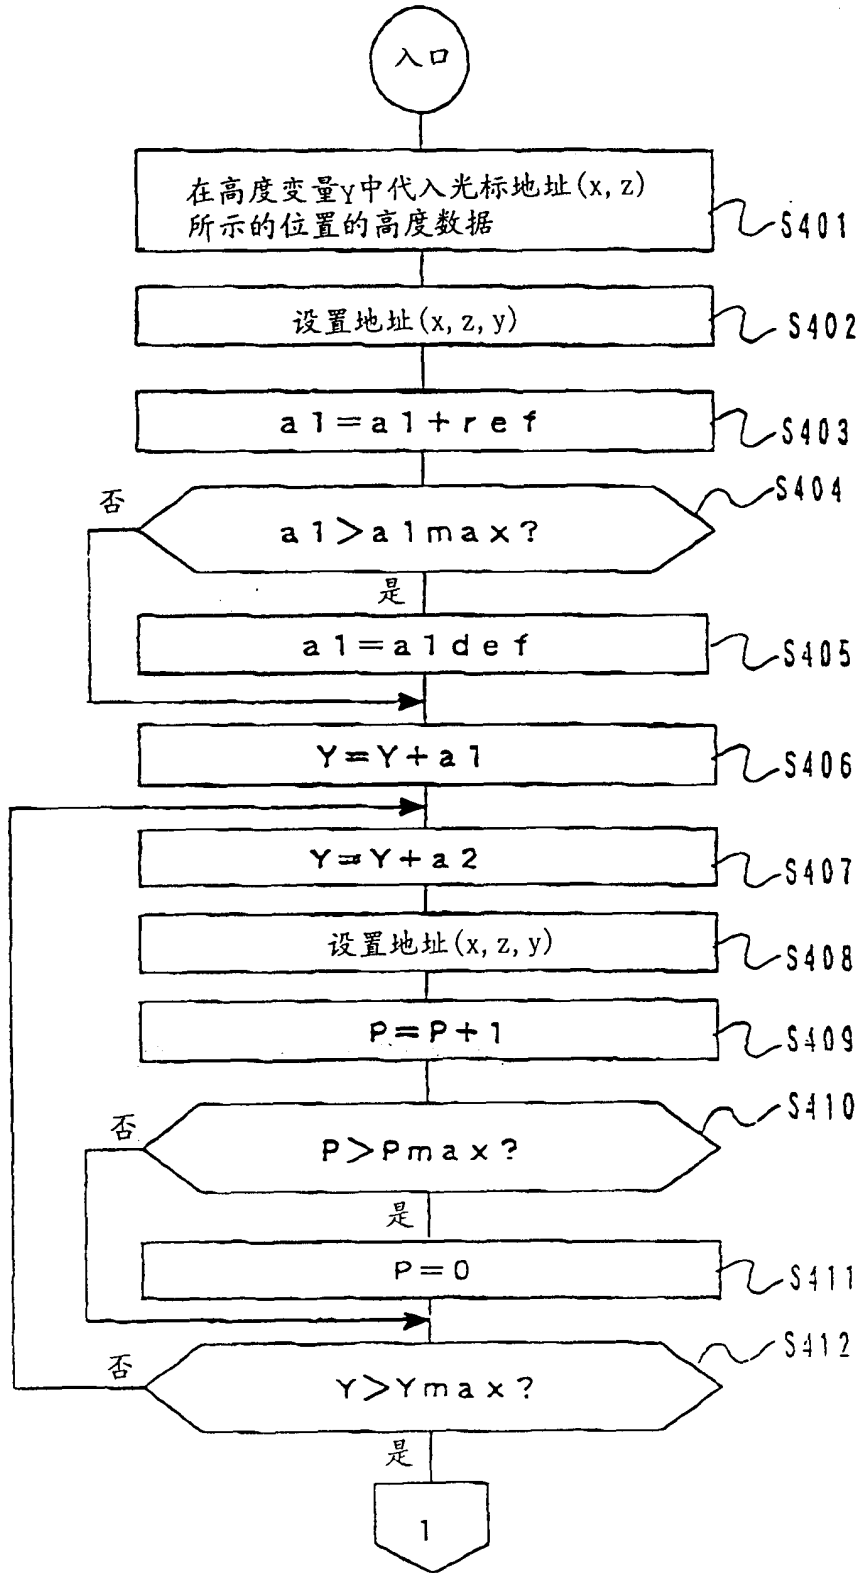 入口
在高度变量Y中代入光标地址(x, z)
所示的位置的高度数据
S401
设置地址(x, z, y)
S402
a1=a1+ref
S403
S404
否
a1>a1max?
是
a1=a1def
S405
Y=Y+a1
S406
Y=Y+a2
S407
设置地址(x, z, y)
S408
P=P+1
S409
S410
否
P>Pmax?
是
P=0
S411
S412
否
Y>Ymax?
是
1